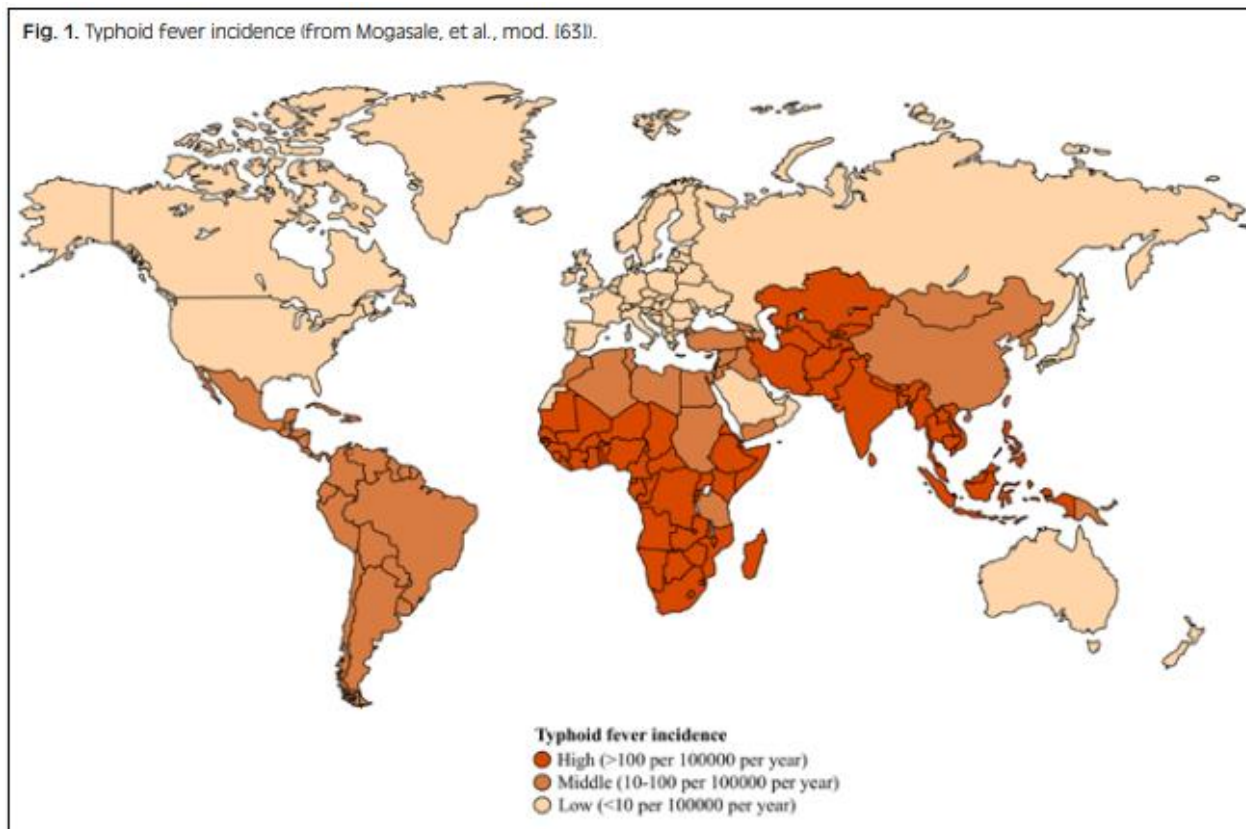 Fig. 1. Typhoid fever incidence (from Mogasale, et al., mod. [63]).
Typhoid fever incidence
High (>100 per 100000 per year)
Middle (10-100 per 100000 per year)
Low (<10 per 100000 per year)